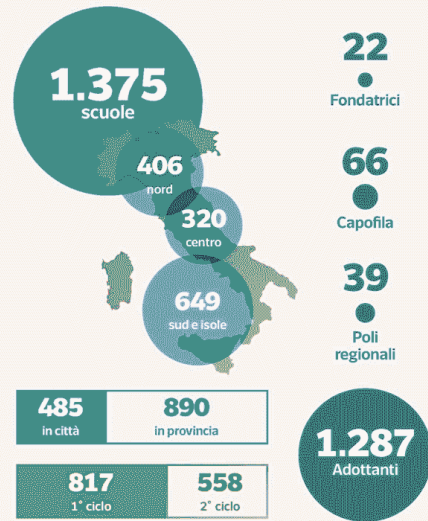 1.375
scuole
406
nord
320
centro
649
sud e isole
22
Fondatrici
66
Capofila
39
Poli
regionali
1.287
Adottanti
485
in città
890
in provincia
817
1° ciclo
558
2° ciclo